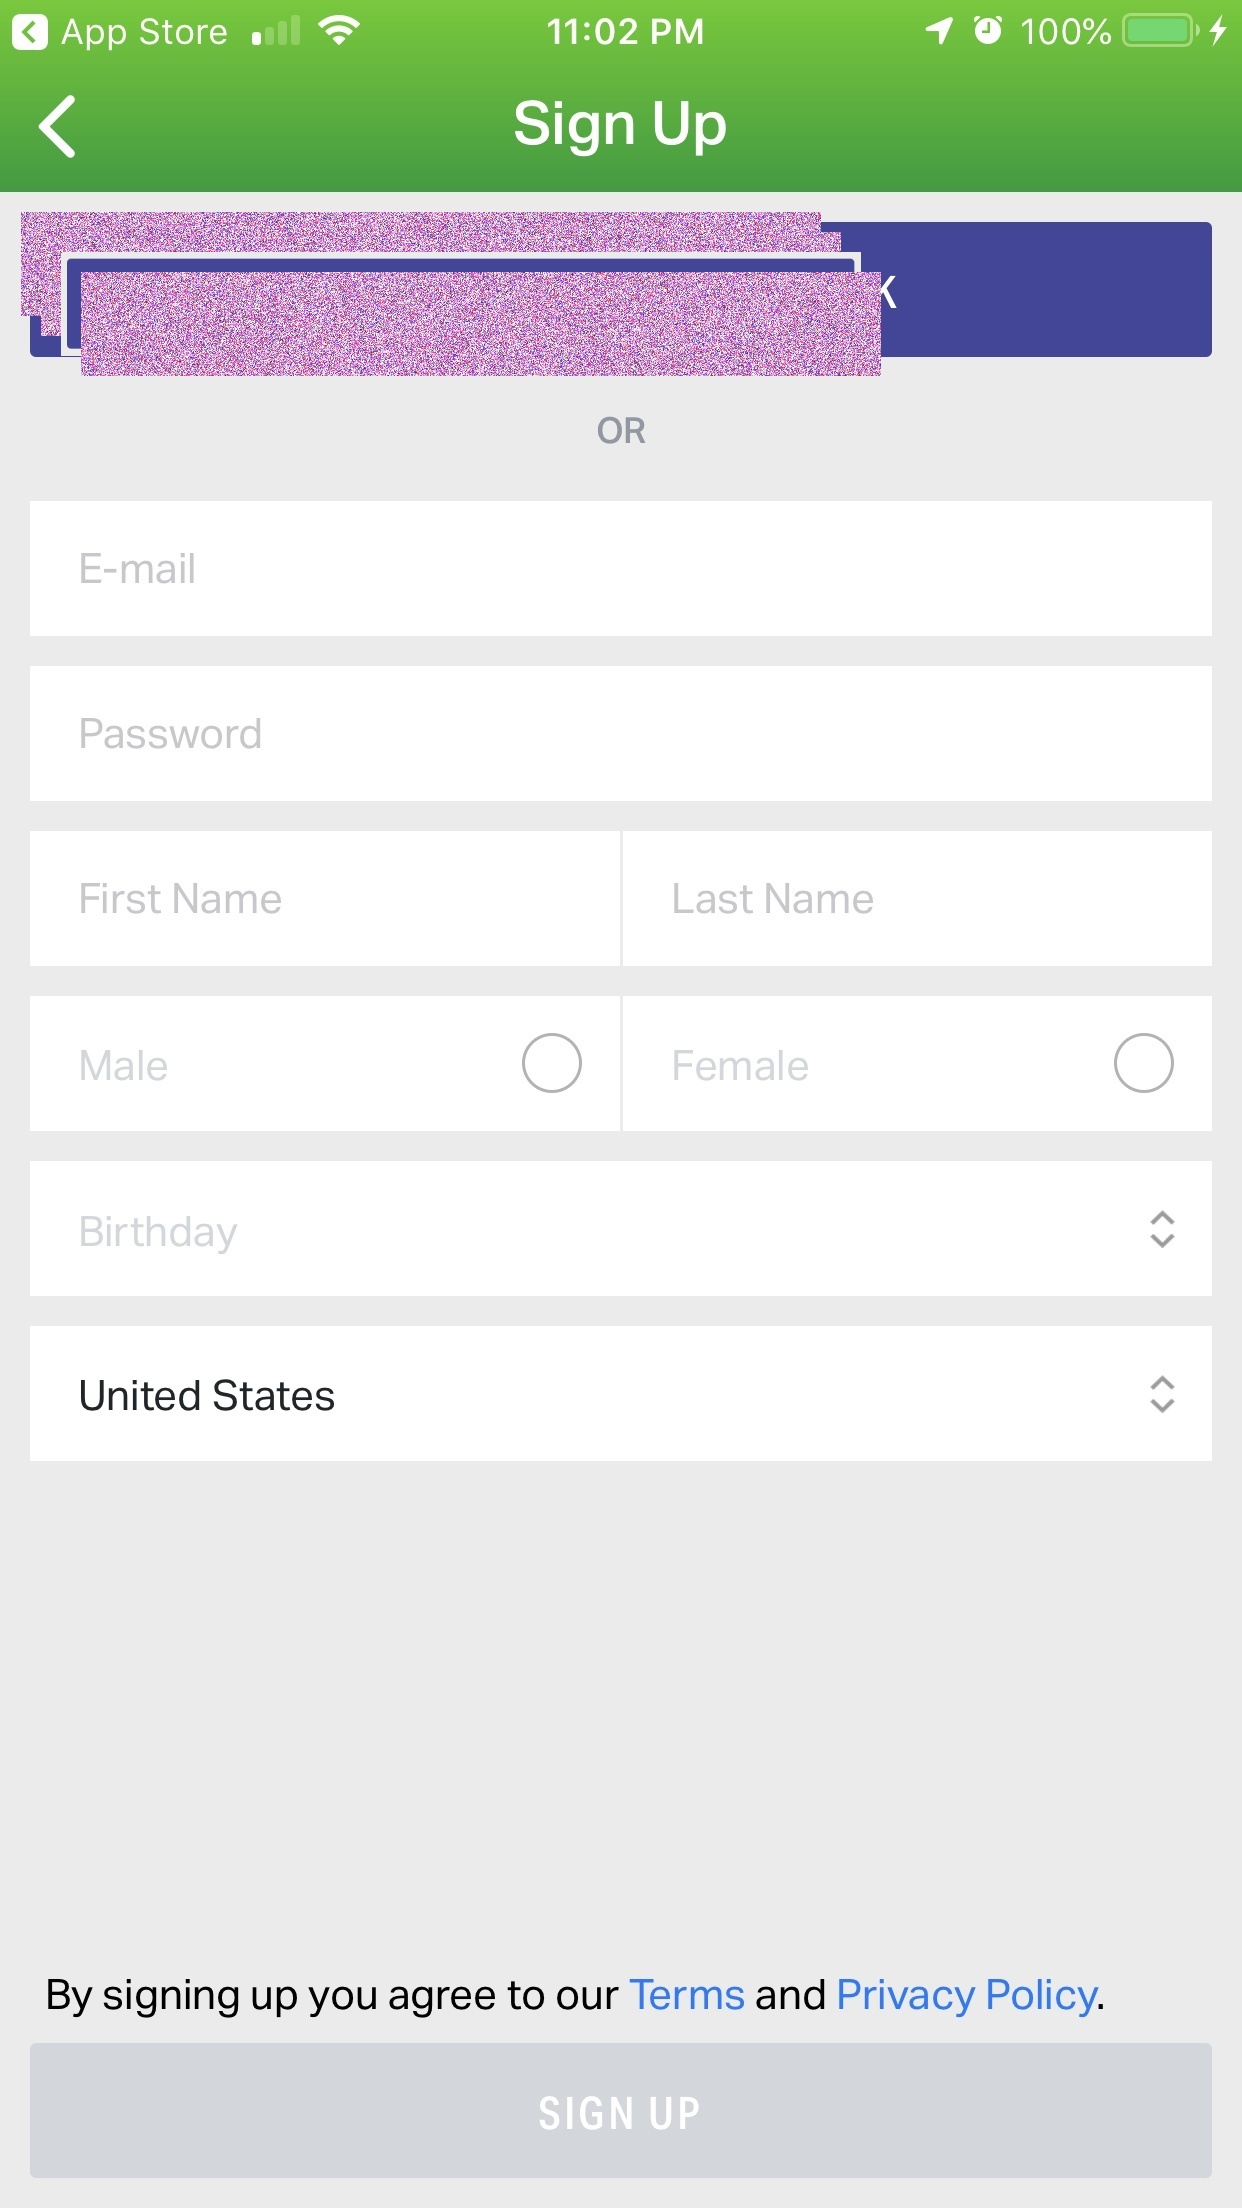 App Store 11:02 PM 100%
Sign Up
K
OR
E-mail
Password
First Name Last Name
Male Female
Birthday
United States
By signing up you agree to our Terms and Privacy Policy.
SIGN UP